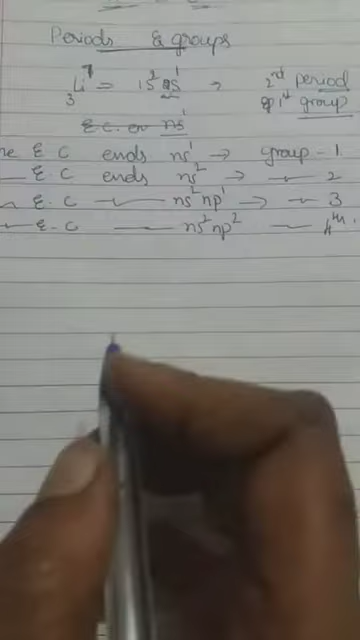 Periods & groups
₃Li⁷ = 1s² 2s¹ → 2nd period
& 1st group
E.C. en ns¹
E C ends ns¹ → group - 1
E C ends ns² → 2
E.C ns² np¹ → 3
E.C ns² np² 4th.